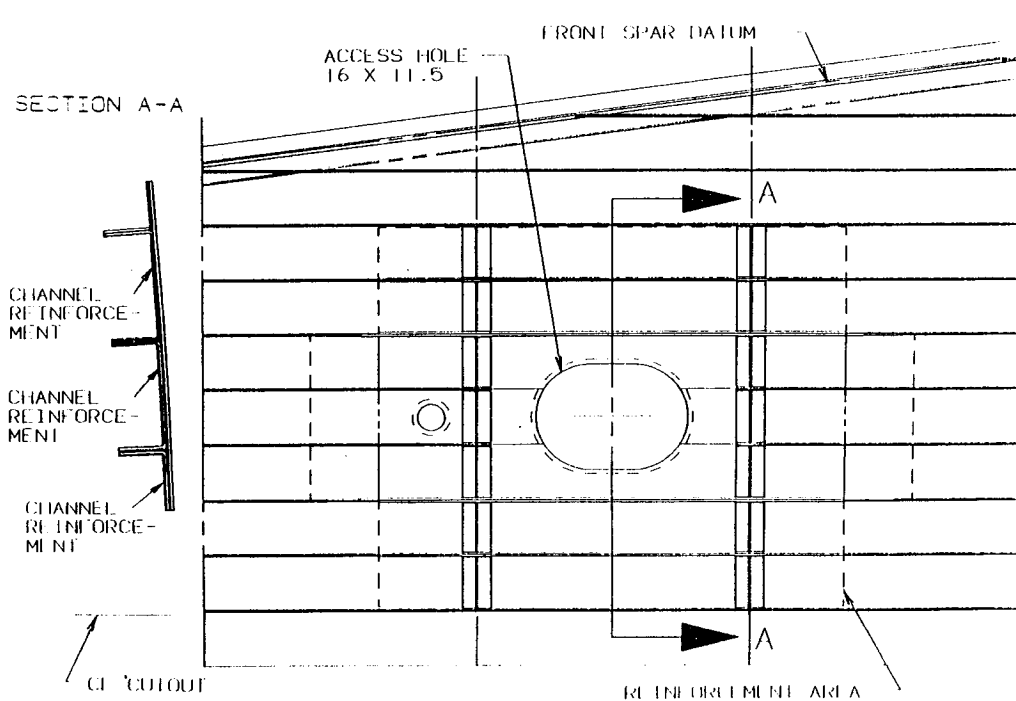 FRONT SPAR DATUM
ACCESS HOLE
16 X 11.5
SECTION A-A
A
CHANNEL
REINFORCE-
MENT
CHANNEL
REINFORCE-
MENT
CHANNEL
REINFORCE-
MENT
A
CL CUTOUT
REINFORCEMENT AREA